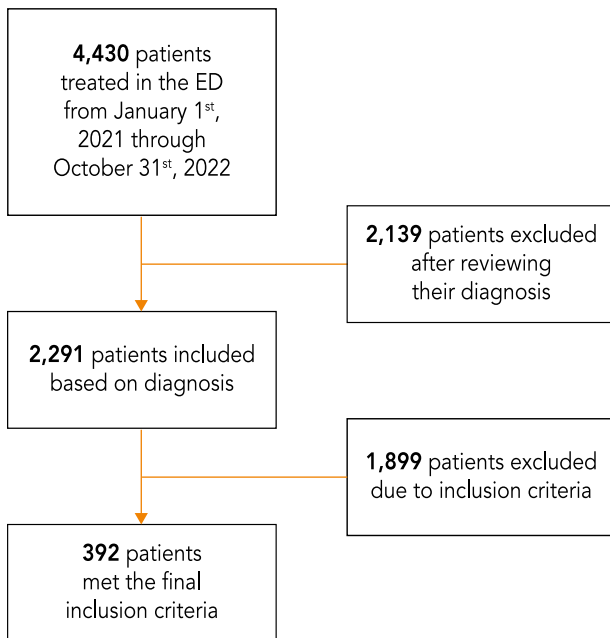 4,430 patients
treated in the ED
from January 1st,
2021 through
October 31st, 2022
2,139 patients excluded
after reviewing
their diagnosis
2,291 patients included
based on diagnosis
1,899 patients excluded
due to inclusion criteria
392 patients
met the final
inclusion criteria